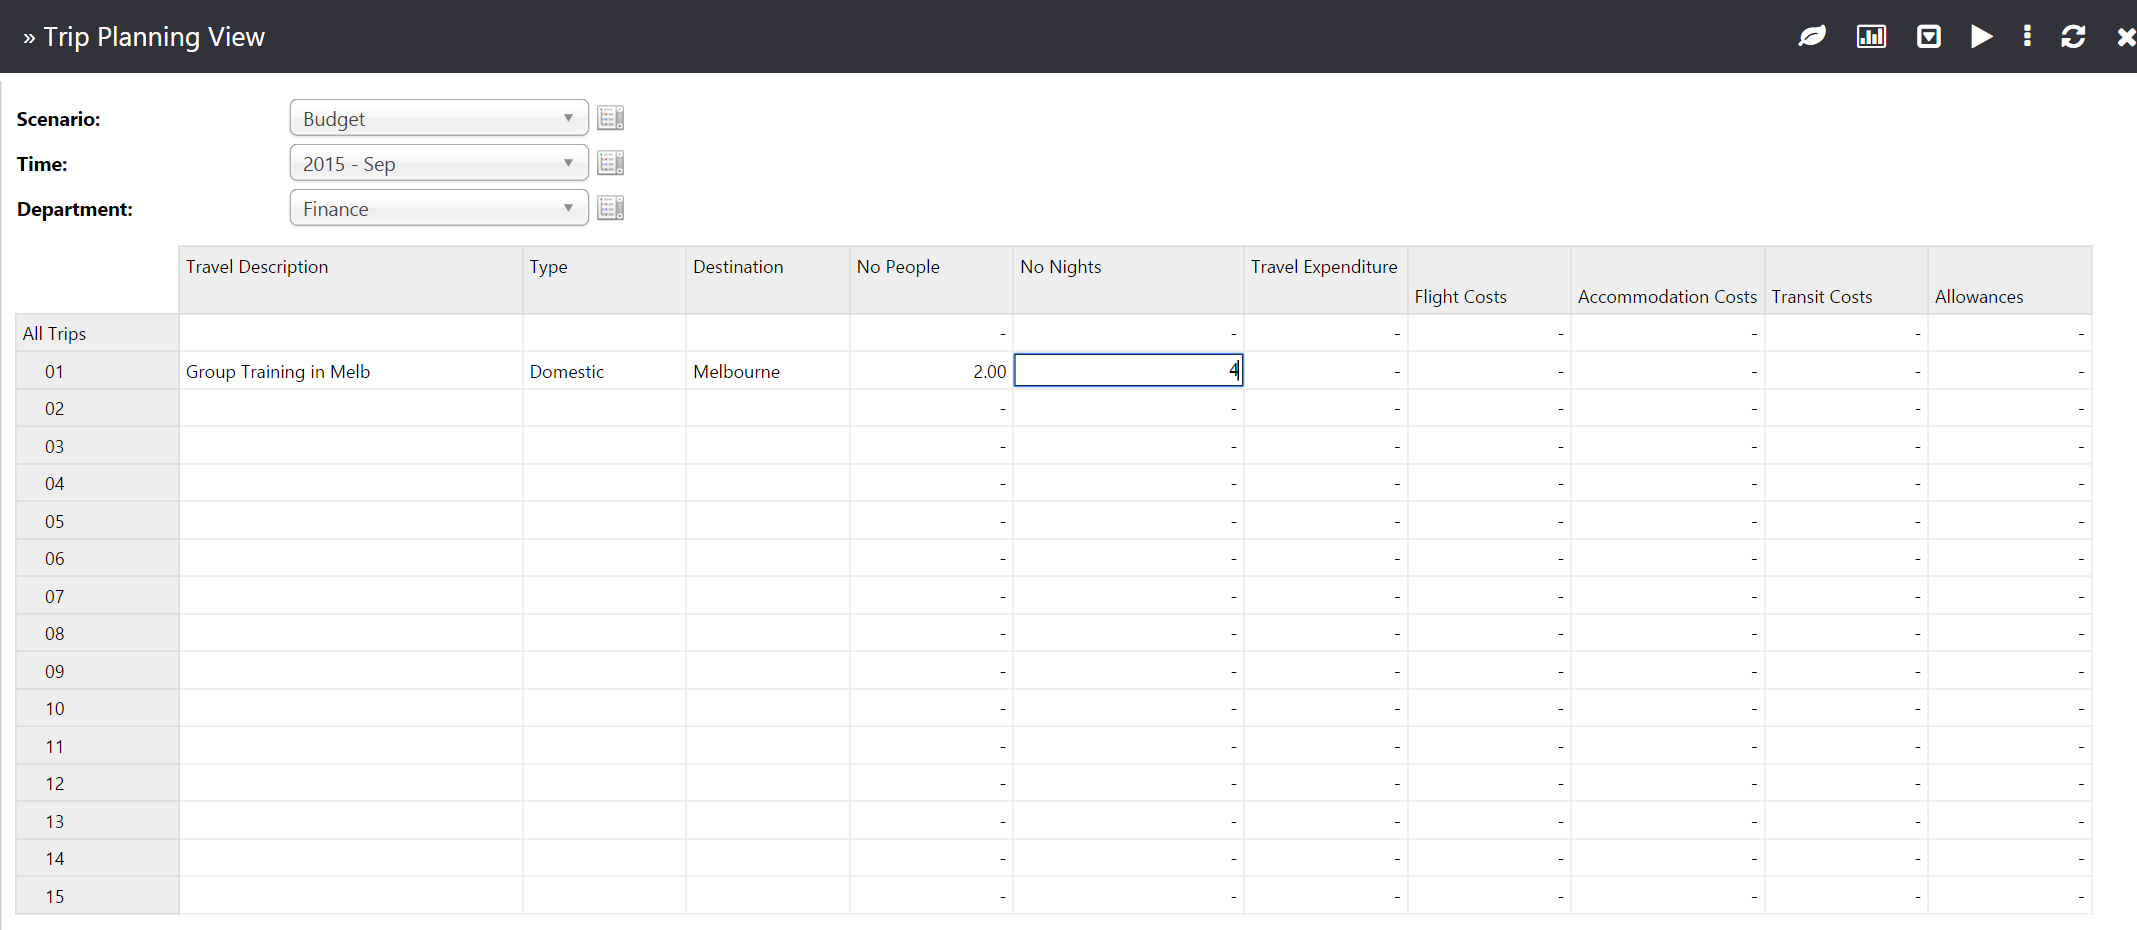 » Trip Planning View
Scenario: Budget
Time: 2015 - Sep
Department: Finance
Travel Description Type Destination No People No Nights Travel Expenditure
Flight Costs Accommodation Costs Transit Costs Allowances
All Trips - - - - - - -
01 Group Training in Melb Domestic Melbourne 2.00 4 - - - - -
02 - - - - - - -
03 - - - - - - -
04 - - - - - - -
05 - - - - - - -
06 - - - - - - -
07 - - - - - - -
08 - - - - - - -
09 - - - - - - -
10 - - - - - - -
11 - - - - - - -
12 - - - - - - -
13 - - - - - - -
14 - - - - - - -
15 - - - - - - -